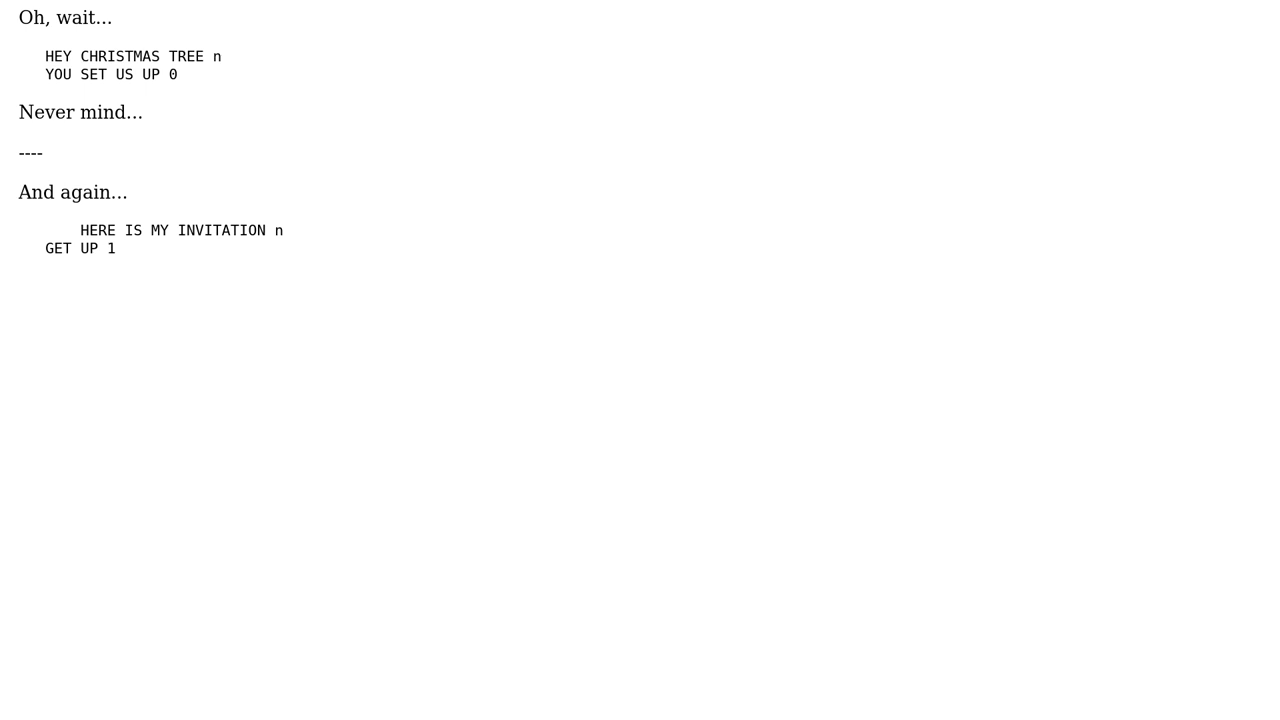 Oh, wait...
HEY CHRISTMAS TREE n
YOU SET US UP 0
Never mind...
----
And again...
HERE IS MY INVITATION n
GET UP 1